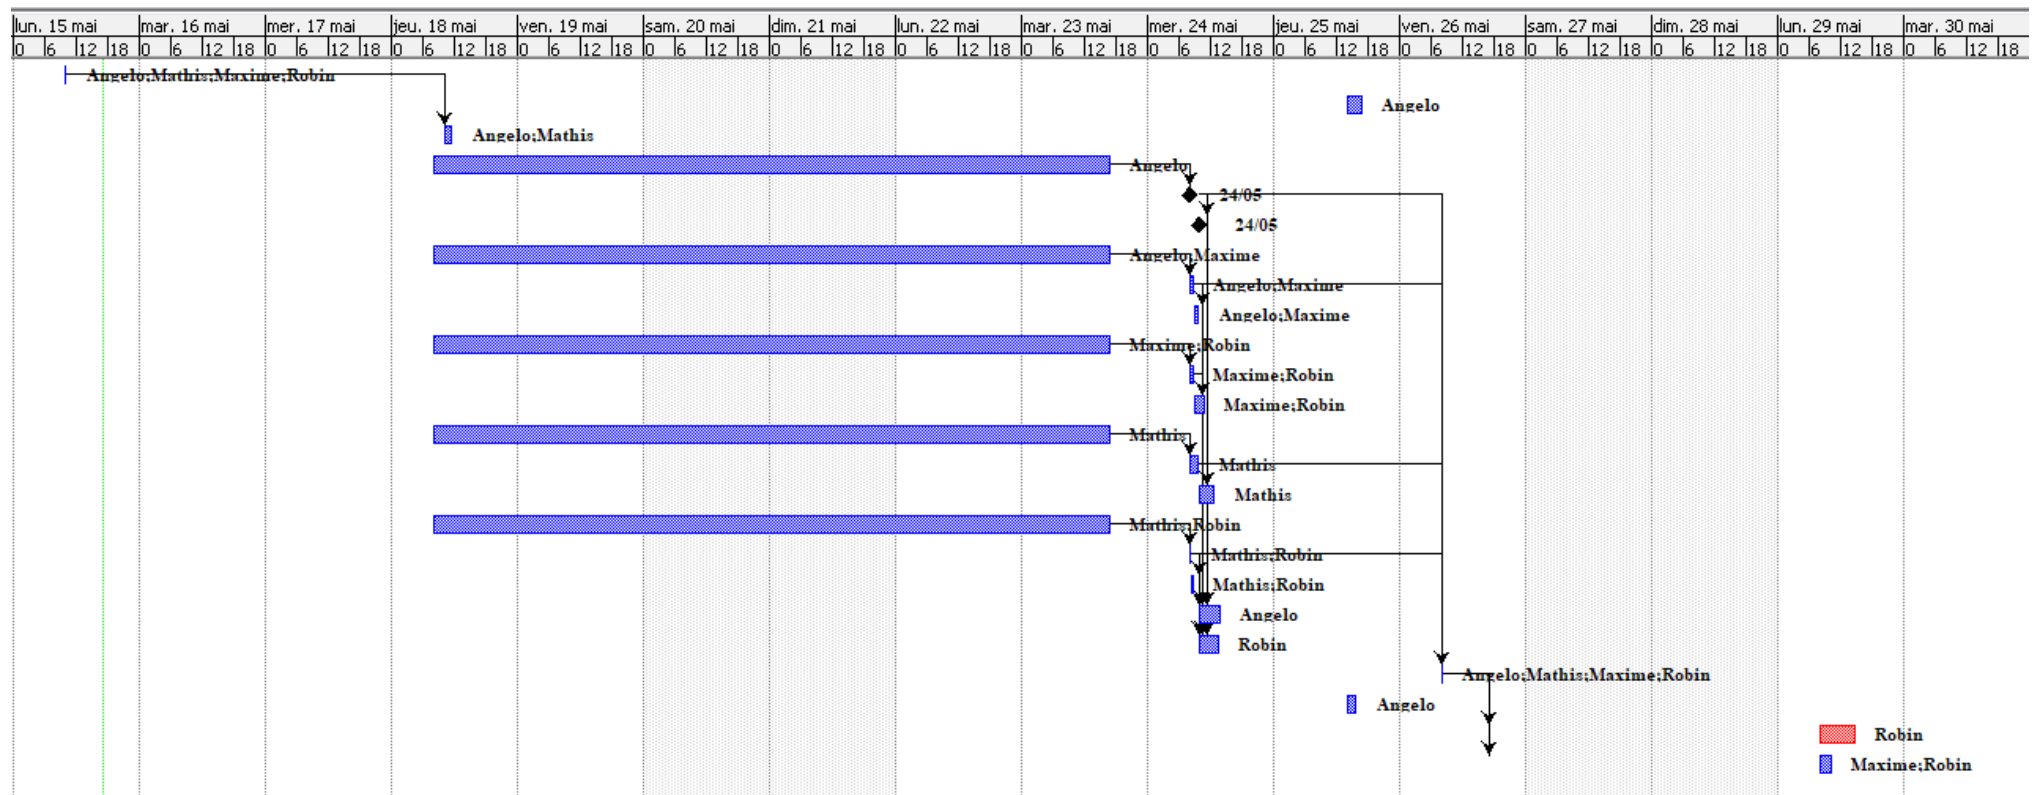 lun. 15 mai mar. 16 mai mer. 17 mai jeu. 18 mai ven. 19 mai sam. 20 mai dim. 21 mai lun. 22 mai mar. 23 mai mer. 24 mai jeu. 25 mai ven. 26 mai sam. 27 mai dim. 28 mai lun. 29 mai mar. 30 mai
0 6 12 18 0 6 12 18 0 6 12 18 0 6 12 18 0 6 12 18 0 6 12 18 0 6 12 18 0 6 12 18 0 6 12 18 0 6 12 18 0 6 12 18 0 6 12 18 0 6 12 18 0 6 12 18 0 6 12 18 0 6 12 18
Angelo;Mathis;Maxime;Robin
Angelo
Angelo;Mathis
Angelo
24/05
24/05
Angelo;Maxime
Angelo;Maxime
Angelo;Maxime
Maxime;Robin
Maxime;Robin
Maxime;Robin
Mathis
Mathis
Mathis
Mathis;Robin
Mathis;Robin
Mathis;Robin
Angelo
Robin
Angelo;Mathis;Maxime;Robin
Angelo
Robin
Maxime;Robin